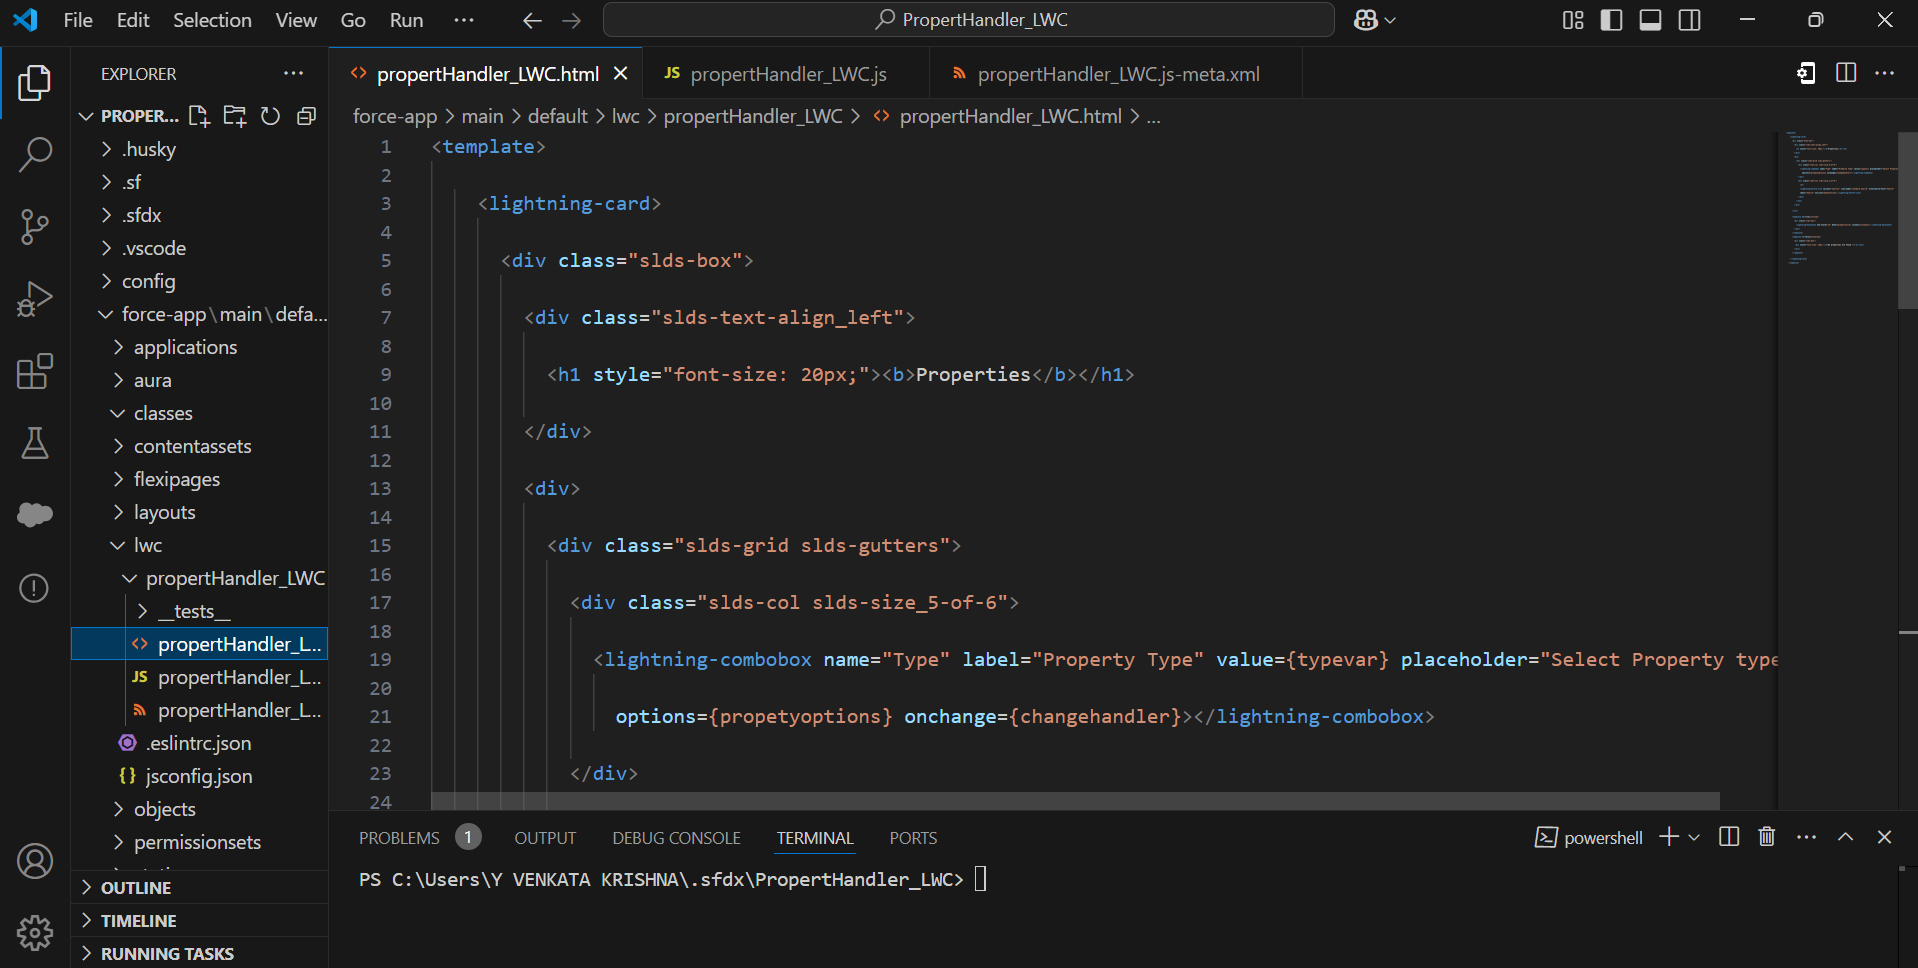 File Edit Selection View Go Run ··· PropertHandler_LWC
EXPLORER ···
PROPER...
.husky
.sf
.sfdx
.vscode
config
force-app\main\defa...
applications
aura
classes
contentassets
flexipages
layouts
lwc
propertHandler_LWC
__tests__
propertHandler_L...
JS propertHandler_L...
propertHandler_L...
.eslintrc.json
{} jsconfig.json
objects
permissionsets
OUTLINE
TIMELINE
RUNNING TASKS
<> propertHandler_LWC.html JS propertHandler_LWC.js propertHandler_LWC.js-meta.xml ···
force-app > main > default > lwc > propertHandler_LWC > <> propertHandler_LWC.html > ...
1 <template>
2
3 <lightning-card>
4
5 <div class="slds-box">
6
7 <div class="slds-text-align_left">
8
9 <h1 style="font-size: 20px;"><b>Properties</b></h1>
10
11 </div>
12
13 <div>
14
15 <div class="slds-grid slds-gutters">
16
17 <div class="slds-col slds-size_5-of-6">
18
19 <lightning-combobox name="Type" label="Property Type" value={typevar} placeholder="Select Property type
20
21 options={propetyoptions} onchange={changehandler}></lightning-combobox>
22
23 </div>
24
PROBLEMS 1 OUTPUT DEBUG CONSOLE TERMINAL PORTS powershell ···
PS C:\Users\Y VENKATA KRISHNA\.sfdx\PropertHandler_LWC>